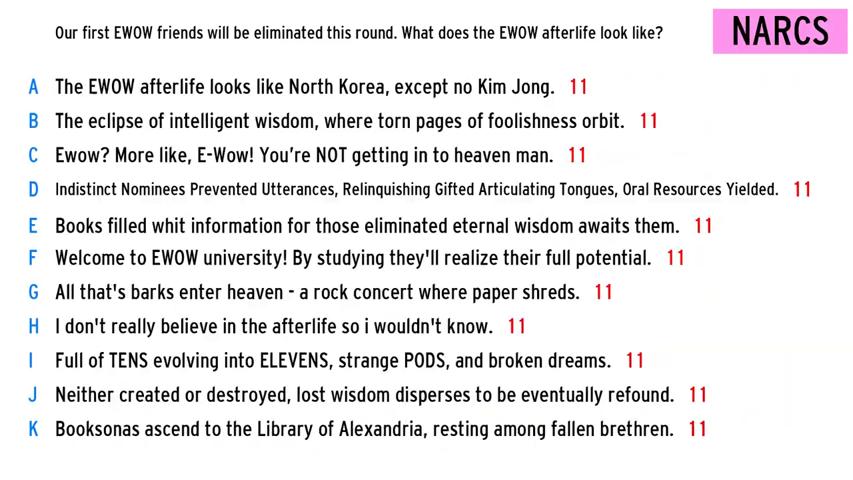 Our first EWOW friends will be eliminated this round. What does the EWOW afterlife look like?
NARCS
A The EWOW afterlife looks like North Korea, except no Kim Jong. 11
B The eclipse of intelligent wisdom, where torn pages of foolishness orbit. 11
C Ewow? More like, E-Wow! You're NOT getting in to heaven man. 11
D Indistinct Nominees Prevented Utterances, Relinquishing Gifted Articulating Tongues, Oral Resources Yielded. 11
E Books filled whit information for those eliminated eternal wisdom awaits them. 11
F Welcome to EWOW university! By studying they'll realize their full potential. 11
G All that's barks enter heaven - a rock concert where paper shreds. 11
H I don't really believe in the afterlife so i wouldn't know. 11
I Full of TENS evolving into ELEVENS, strange PODS, and broken dreams. 11
J Neither created or destroyed, lost wisdom disperses to be eventually refound. 11
K Booksonas ascend to the Library of Alexandria, resting among fallen brethren. 11